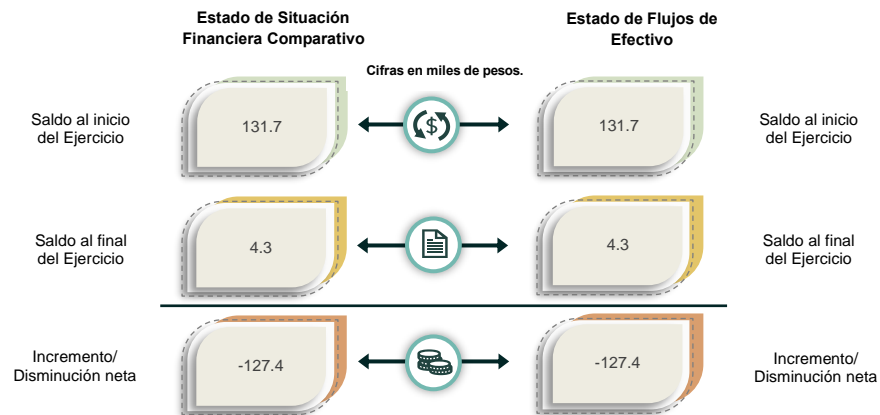 Estado de Situación
Financiera Comparativo
Estado de Flujos de
Efectivo
Cifras en miles de pesos.
Saldo al inicio
del Ejercicio
131.7
$
131.7
Saldo al inicio
del Ejercicio
Saldo al final
del Ejercicio
4.3
4.3
Saldo al final
del Ejercicio
Incremento/
Disminución neta
-127.4
-127.4
Incremento/
Disminución neta